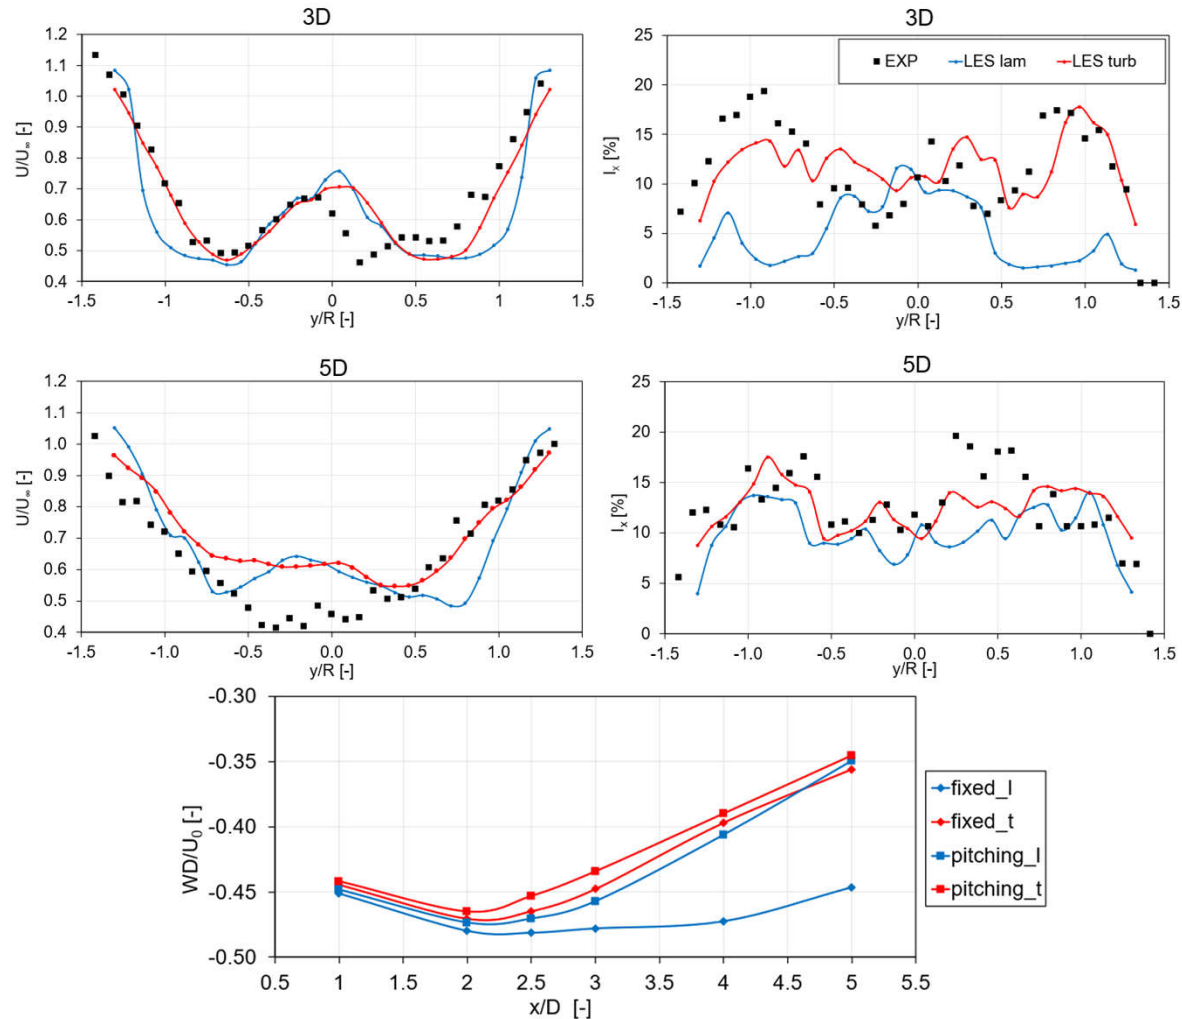 3D
1.2
1.1
1.0
0.9
0.8
0.7
0.6
0.5
0.4
U/U∞ [-]
-1.5 -1 -0.5 0 0.5 1 1.5
y/R [-]
3D
25
20
15
10
5
0
Ix [%]
EXP LES lam LES turb
-1.5 -1.0 -0.5 0.0 0.5 1.0 1.5
y/R [-]
5D
1.2
1.1
1.0
0.9
0.8
0.7
0.6
0.5
0.4
U/U∞ [-]
-1.5 -1.0 -0.5 0.0 0.5 1.0 1.5
y/R [-]
5D
25
20
15
10
5
0
Ix [%]
-1.5 -1.0 -0.5 0.0 0.5 1.0 1.5
y/R [-]
-0.30
-0.35
-0.40
-0.45
-0.50
WD/U0 [-]
0.5 1 1.5 2 2.5 3 3.5 4 4.5 5 5.5
x/D [-]
fixed_l
fixed_t
pitching_l
pitching_t